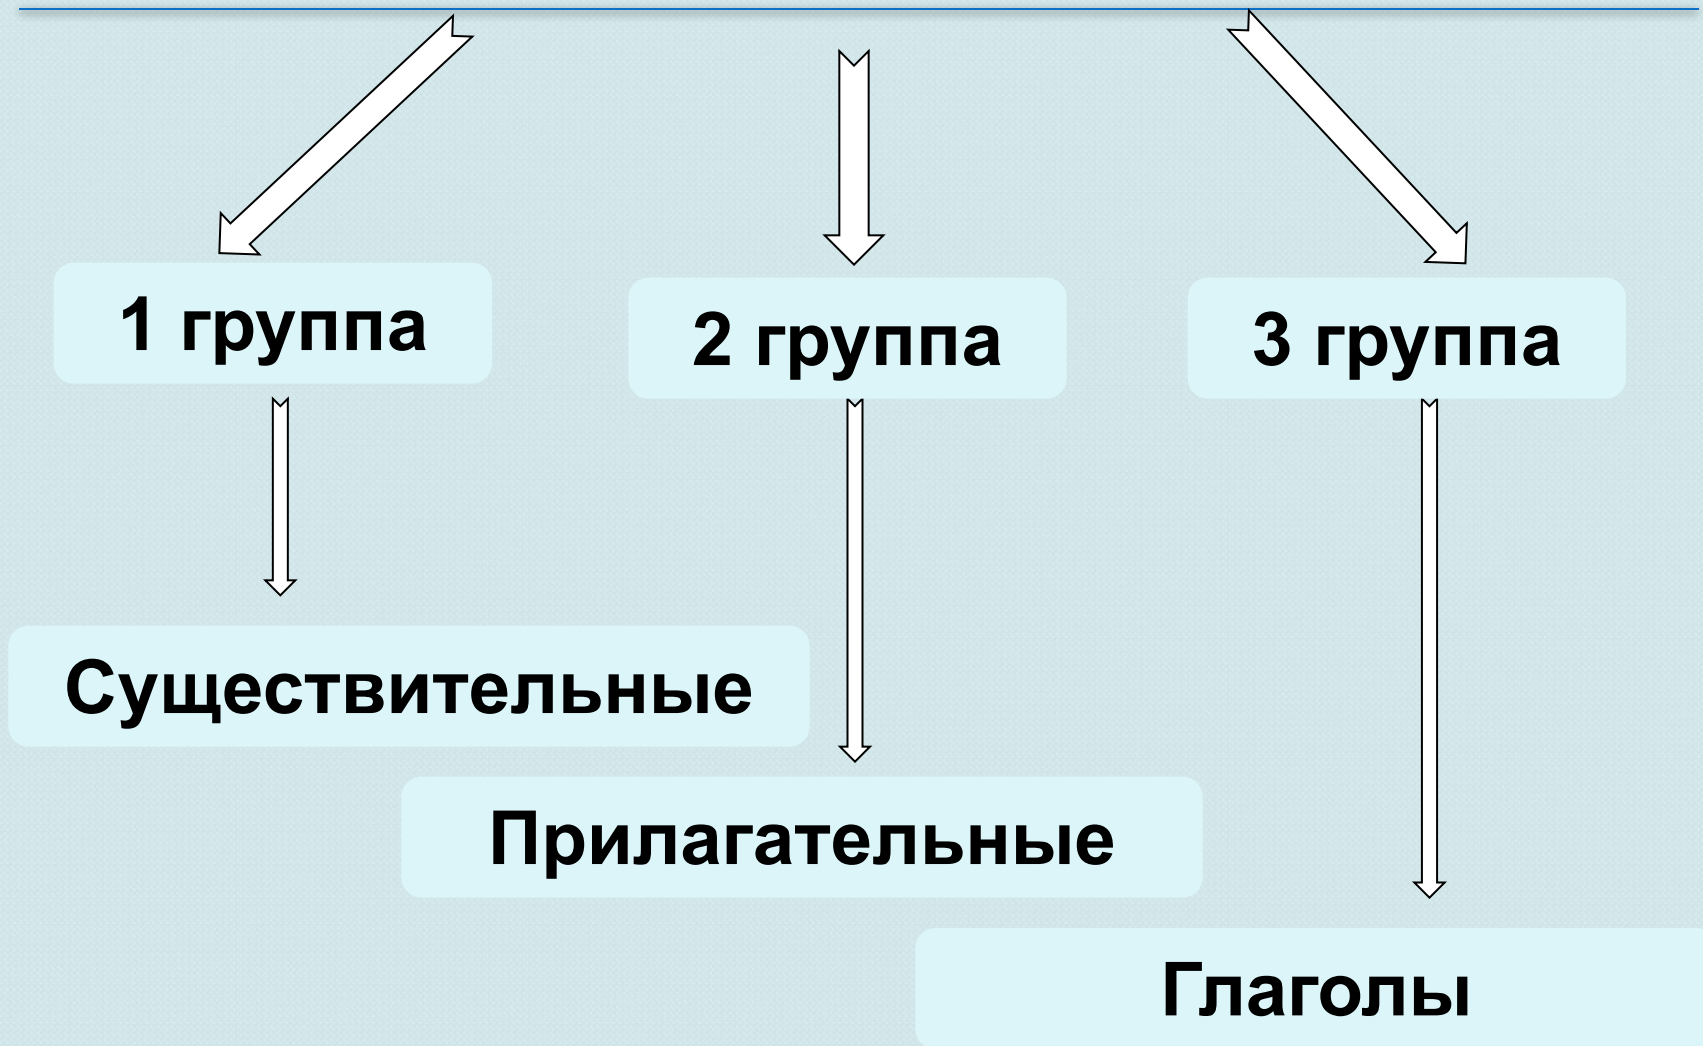 1 группа
2 группа
3 группа
Существительные
Прилагательные
Глаголы